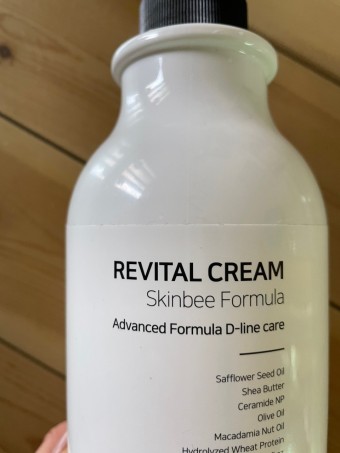 REVITAL CREAM
Skinbee Formula
Advanced Formula D-line care
Safflower Seed Oil
Shea Butter
Ceramide NP
Olive Oil
Macadamia Nut Oil
Hydrolyzed Wheat Protein